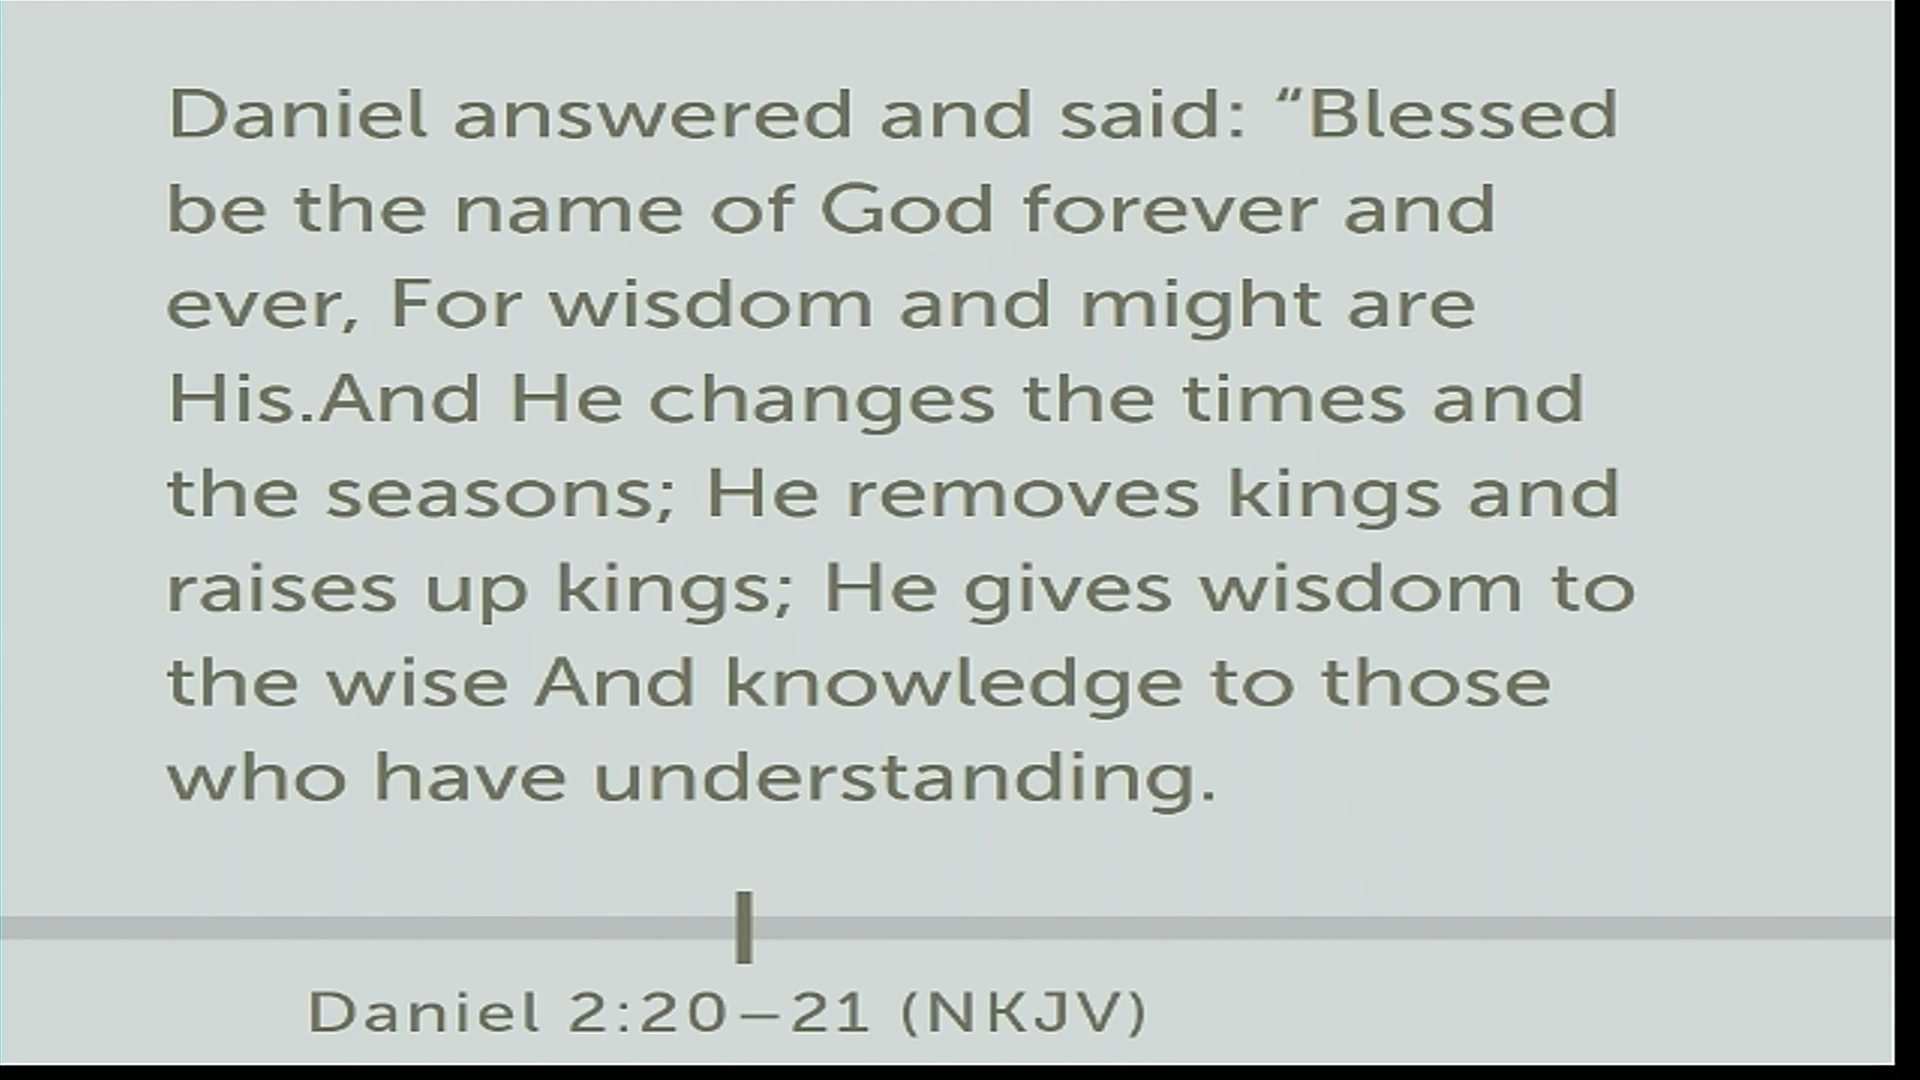 Daniel answered and said: “Blessed
be the name of God forever and
ever, For wisdom and might are
His.And He changes the times and
the seasons; He removes kings and
raises up kings; He gives wisdom to
the wise And knowledge to those
who have understanding.
Daniel 2:20–21 (NKJV)